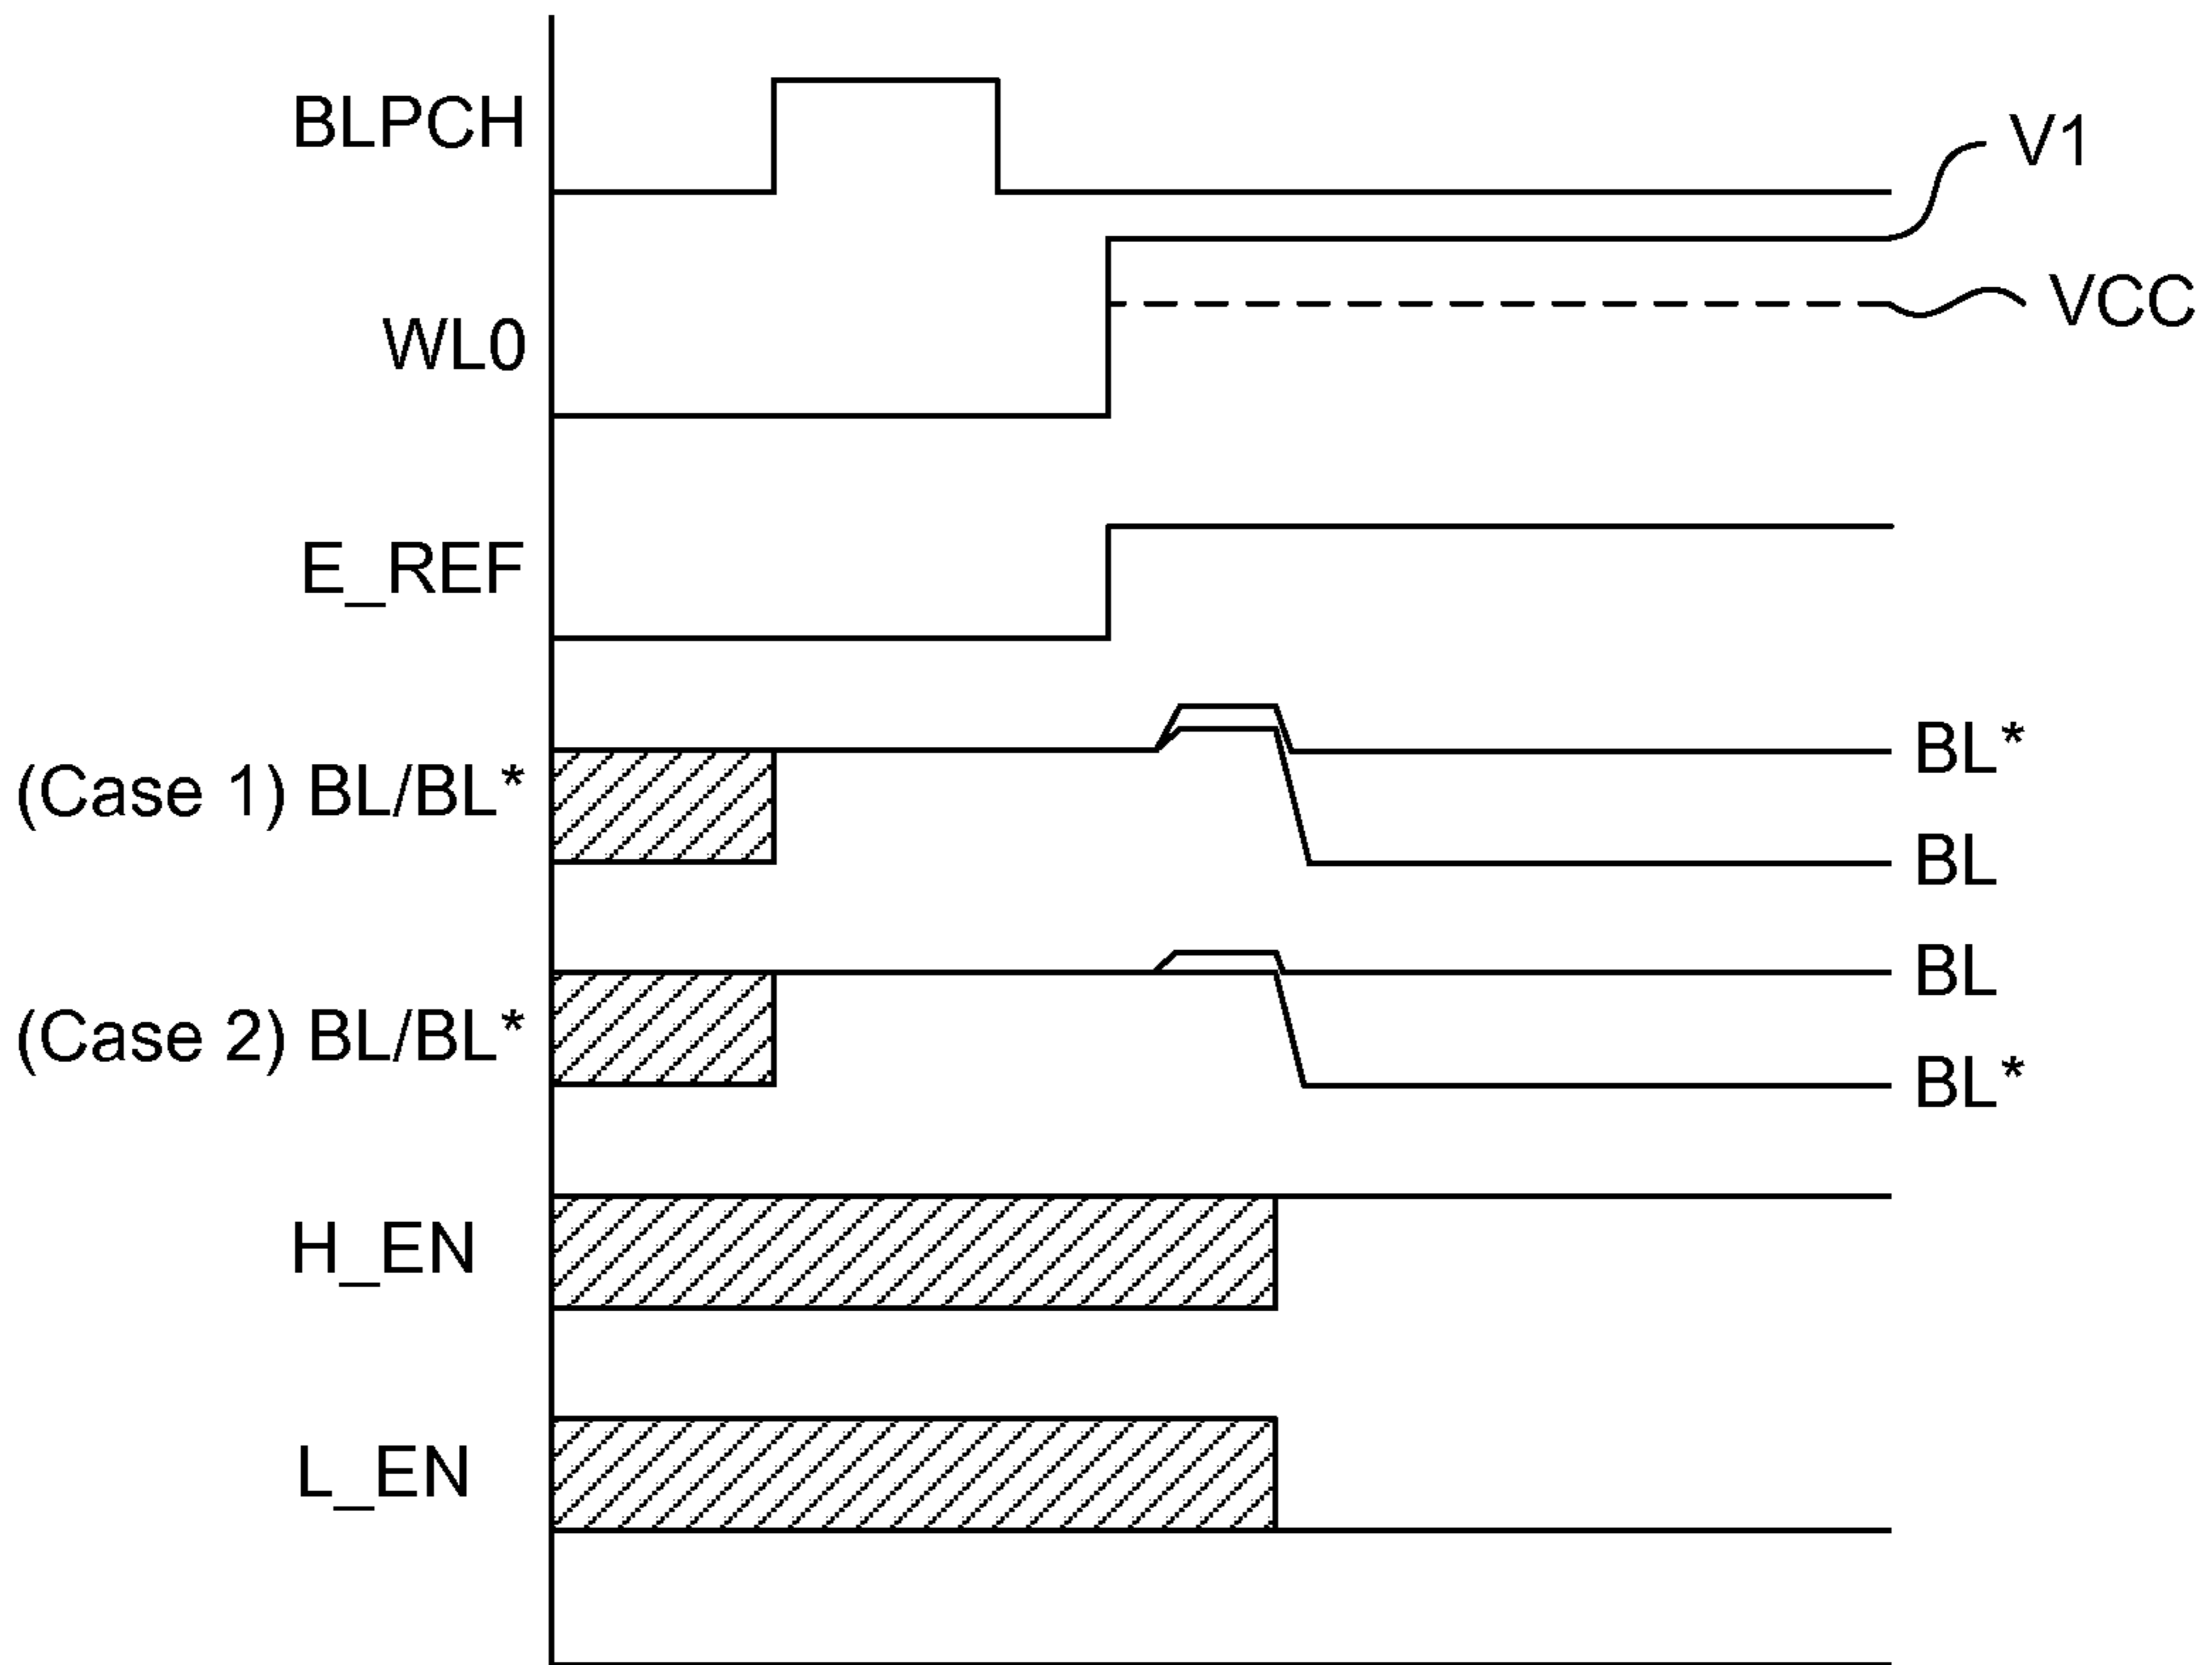 BLPCH
V1
VCC
WL0
E_REF
(Case 1) BL/BL*
BL*
BL
(Case 2) BL/BL*
BL
BL*
H_EN
L_EN